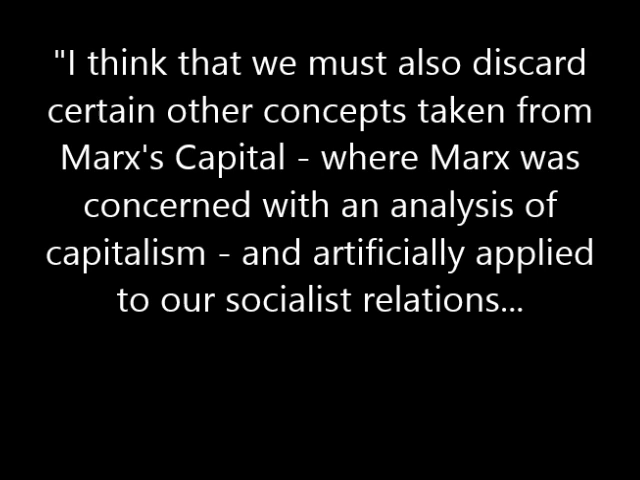 "I think that we must also discard
certain other concepts taken from
Marx's Capital - where Marx was
concerned with an analysis of
capitalism - and artificially applied
to our socialist relations...